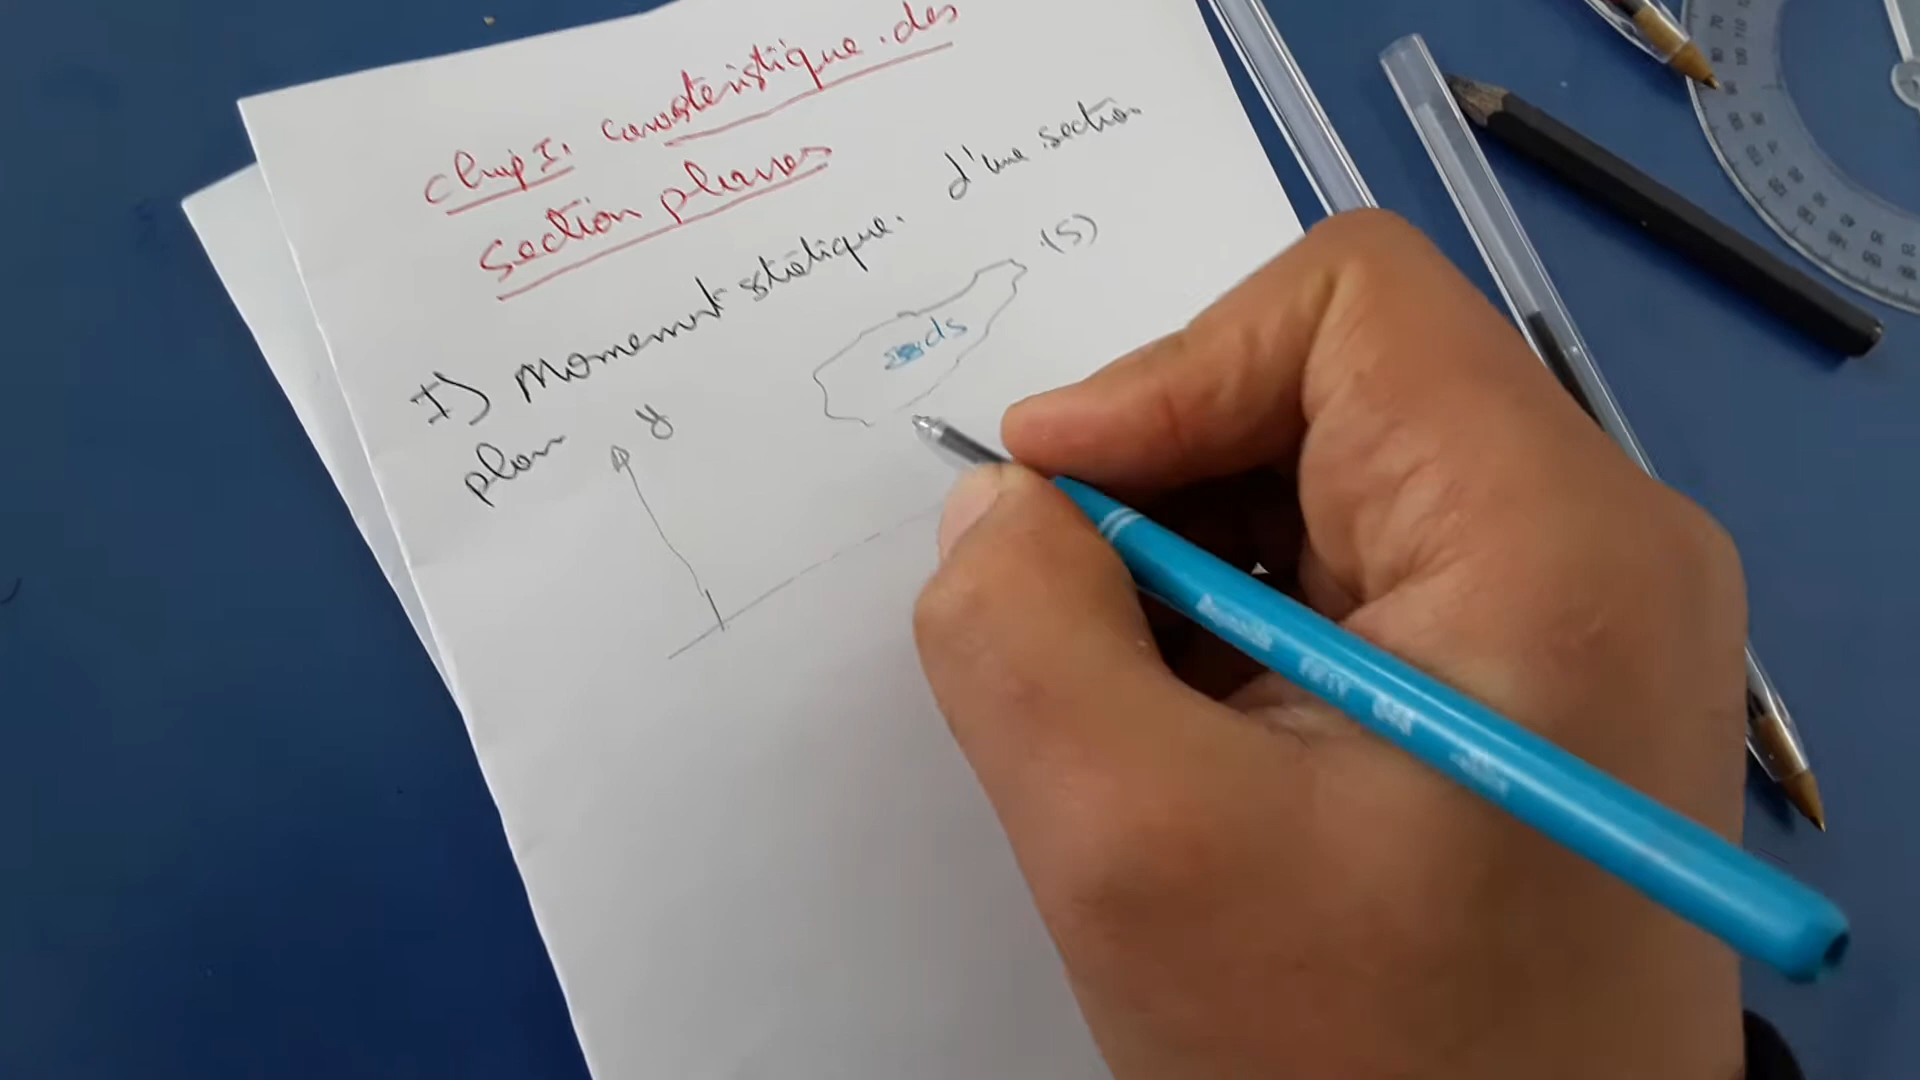 Chap I. Caracteristique des
section planes
I) Moment statique. d'une section
plan
y
(S)
ds